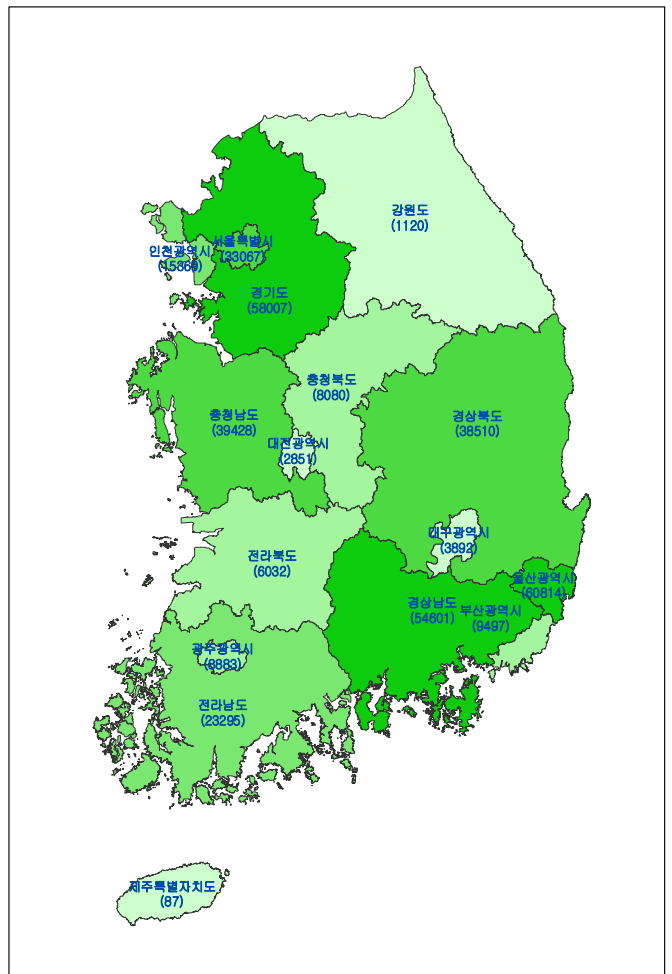 강원도
(1120)
서울특별시
(33067)
인천광역시
(15869)
경기도
(58007)
충청북도
(8080)
충청남도
(39428)
경상북도
(38510)
대전광역시
(2851)
대구광역시
(3892)
전라북도
(6032)
울산광역시
(60814)
경상남도
(54601)
부산광역시
(9497)
광주광역시
(8883)
전라남도
(23295)
제주특별자치도
(87)